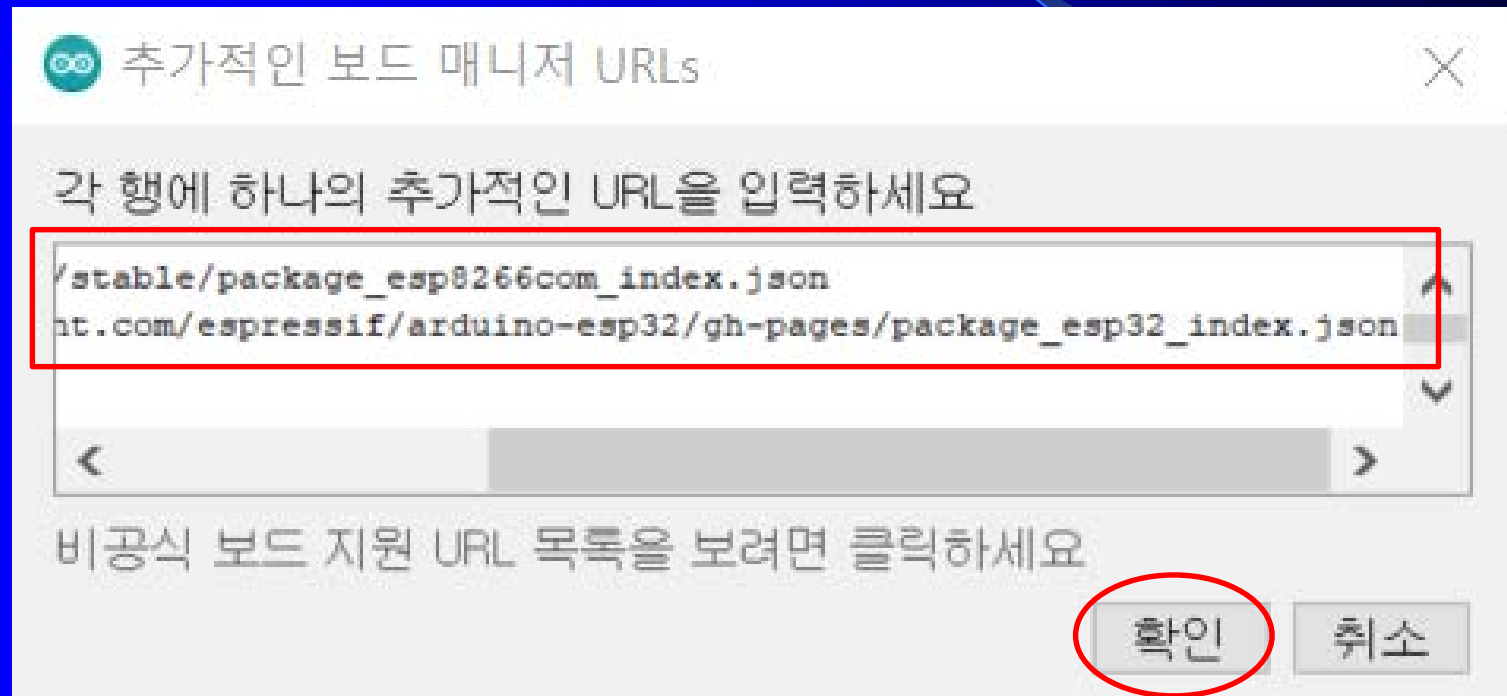 추가적인 보드 매니저 URLs
각 행에 하나의 추가적인 URL을 입력하세요
/stable/package_esp8266com_index.json
nt.com/espressif/arduino-esp32/gh-pages/package_esp32_index.json
비공식 보드 지원 URL 목록을 보려면 클릭하세요
확인 취소